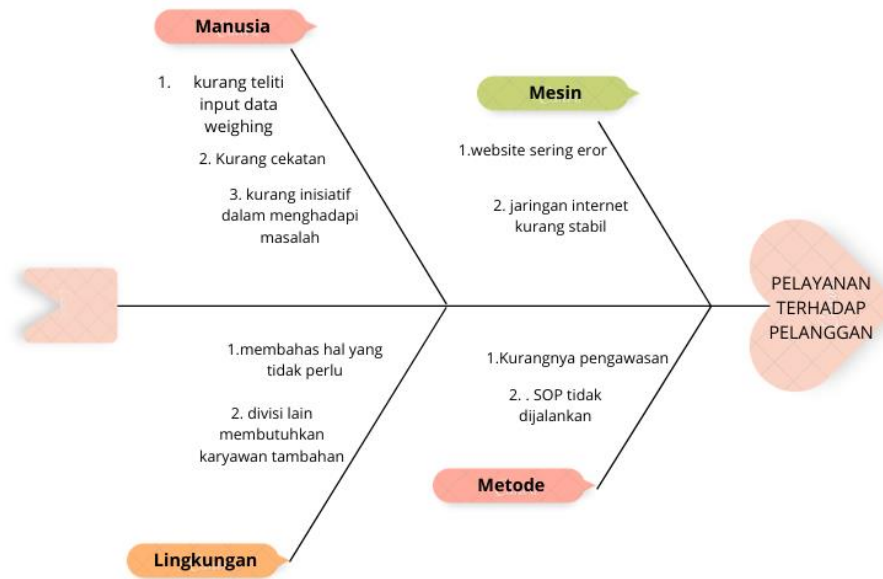 Manusia
1. kurang teliti
input data
weighing
2. Kurang cekatan
3. kurang inisiatif
dalam menghadapi
masalah
Mesin
1.website sering eror
2. jaringan internet
kurang stabil
PELAYANAN
TERHADAP
PELANGGAN
1.membahas hal yang
tidak perlu
2. divisi lain
membutuhkan
karyawan tambahan
Lingkungan
1.Kurangnya pengawasan
2. . SOP tidak
dijalankan
Metode